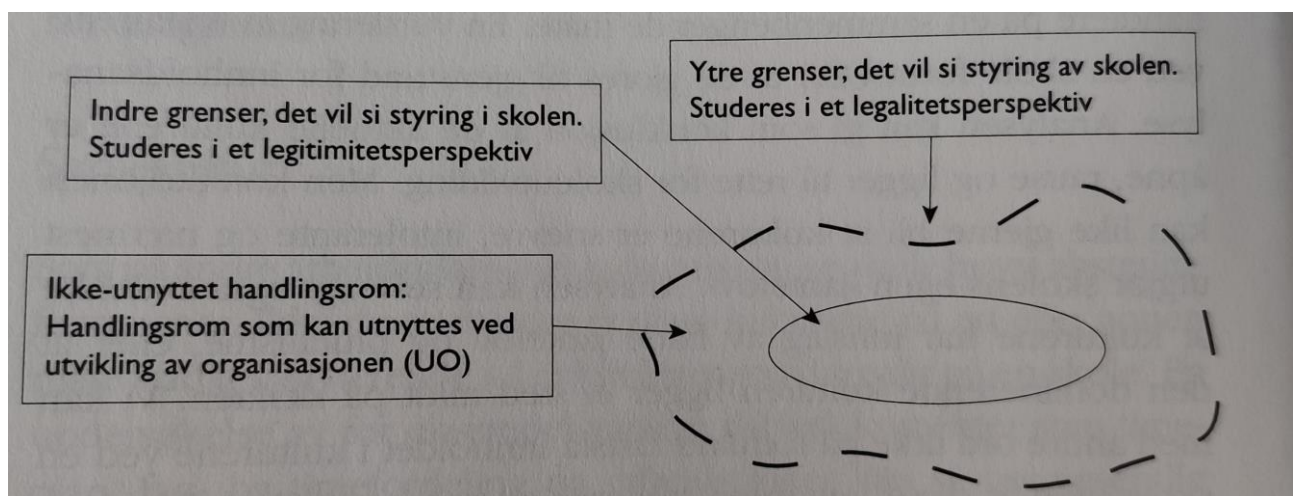 Indre grenser, det vil si styring i skolen.
Studeres i et legitimitetsperspektiv
Ytre grenser, det vil si styring av skolen.
Studeres i et legalitetsperspektiv
Ikke-utnyttet handlingsrom:
Handlingsrom som kan utnyttes ved
utvikling av organisasjonen (UO)